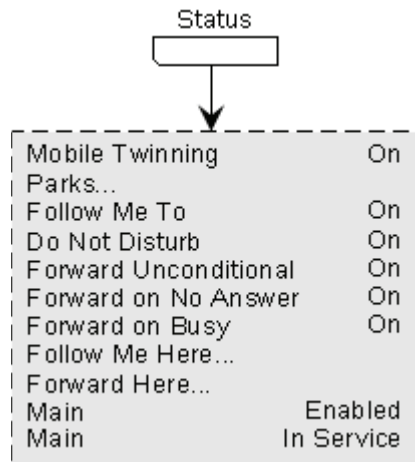 Status
Mobile Twinning On
Parks...
Follow Me To On
Do Not Disturb On
Forward Unconditional On
Forward on No Answer On
Forward on Busy On
Follow Me Here...
Forward Here...
Main Enabled
Main In Service